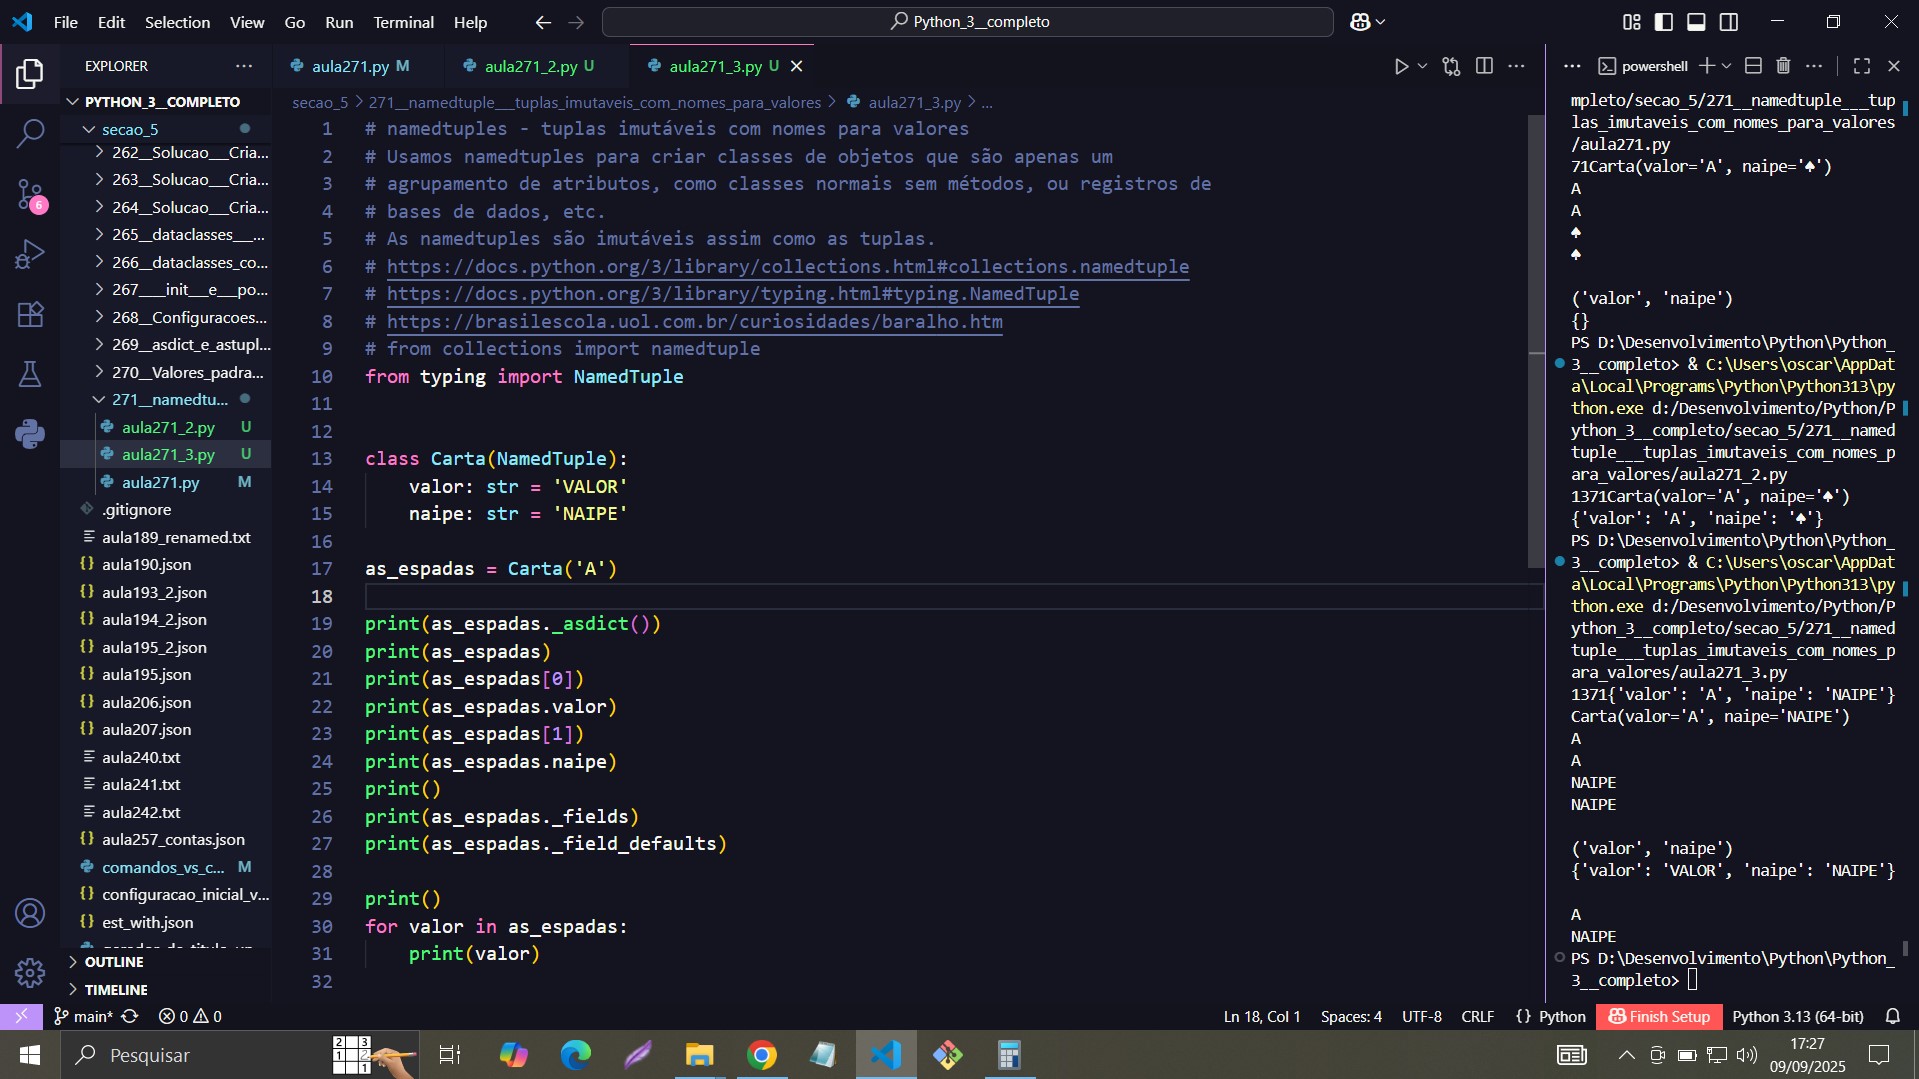 File Edit Selection View Go Run Terminal Help
Python_3__completo
EXPLORER
PYTHON_3__COMPLETO
secao_5
262__Solucao___Cria...
263__Solucao___Cria...
264__Solucao___Cria...
265__dataclasses___...
266__dataclasses_co...
267____init__e__po...
268__Configuracoes...
269__asdict_e_astupl...
270__Valores_padra...
271__namedtu...
aula271_2.py U
aula271_3.py U
aula271.py M
.gitignore
aula189_renamed.txt
aula190.json
aula193_2.json
aula194_2.json
aula195_2.json
aula195.json
aula206.json
aula207.json
aula240.txt
aula241.txt
aula242.txt
aula257_contas.json
comandos_vs_c... M
configuracao_inicial_v...
est_with.json
OUTLINE
TIMELINE
6
aula271.py M aula271_2.py U aula271_3.py U
secao_5 > 271__namedtuple___tuplas_imutaveis_com_nomes_para_valores > aula271_3.py > ...
1 # namedtuples - tuplas imutáveis com nomes para valores
2 # Usamos namedtuples para criar classes de objetos que são apenas um
3 # agrupamento de atributos, como classes normais sem métodos, ou registros de
4 # bases de dados, etc.
5 # As namedtuples são imutáveis assim como as tuplas.
6 # https://docs.python.org/3/library/collections.html#collections.namedtuple
7 # https://docs.python.org/3/library/typing.html#typing.NamedTuple
8 # https://brasilescola.uol.com.br/curiosidades/baralho.htm
9 # from collections import namedtuple
10 from typing import NamedTuple
11
12
13 class Carta(NamedTuple):
14     valor: str = 'VALOR'
15     naipe: str = 'NAIPE'
16
17 as_espadas = Carta('A')
18
19 print(as_espadas._asdict())
20 print(as_espadas)
21 print(as_espadas[0])
22 print(as_espadas.valor)
23 print(as_espadas[1])
24 print(as_espadas.naipe)
25 print()
26 print(as_espadas._fields)
27 print(as_espadas._field_defaults)
28
29 print()
30 for valor in as_espadas:
31     print(valor)
32
powershell
mpleto/secao_5/271__namedtuple___tup
las_imutaveis_com_nomes_para_valores
/aula271.py
71Carta(valor='A', naipe='♠')
A
A
♠
♠
('valor', 'naipe')
{}
PS D:\Desenvolvimento\Python\Python_
3__completo> & C:\Users\oscar\AppDat
a\Local\Programs\Python\Python313\py
thon.exe d:/Desenvolvimento/Python/P
ython_3__completo/secao_5/271__named
tuple___tuplas_imutaveis_com_nomes_p
ara_valores/aula271_2.py
1371Carta(valor='A', naipe='♠')
{'valor': 'A', 'naipe': '♠'}
PS D:\Desenvolvimento\Python\Python_
3__completo> & C:\Users\oscar\AppDat
a\Local\Programs\Python\Python313\py
thon.exe d:/Desenvolvimento/Python/P
ython_3__completo/secao_5/271__named
tuple___tuplas_imutaveis_com_nomes_p
ara_valores/aula271_3.py
1371{'valor': 'A', 'naipe': 'NAIPE'}
Carta(valor='A', naipe='NAIPE')
A
A
NAIPE
NAIPE
('valor', 'naipe')
{'valor': 'VALOR', 'naipe': 'NAIPE'}
A
NAIPE
PS D:\Desenvolvimento\Python\Python_
3__completo>
main* 0 0 Ln 18, Col 1 Spaces: 4 UTF-8 CRLF {} Python Finish Setup Python 3.13 (64-bit)
Pesquisar
17:27
09/09/2025